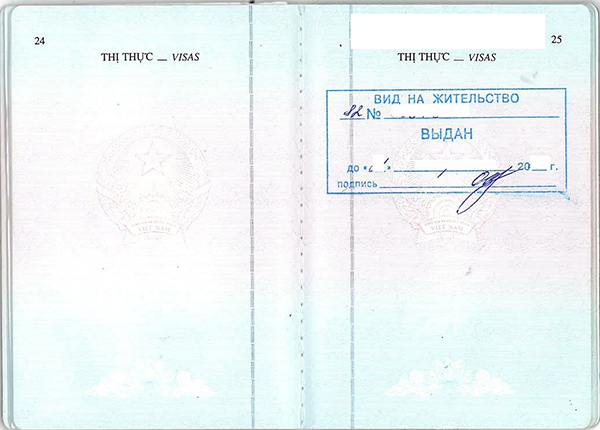 24
THỊ THỰC — VISAS
VIỆT NAM
25
THỊ THỰC — VISAS
ВИД НА ЖИТЕЛЬСТВО
82 №
ВЫДАН
до « » 20 г.
подпись
VIỆT NAM